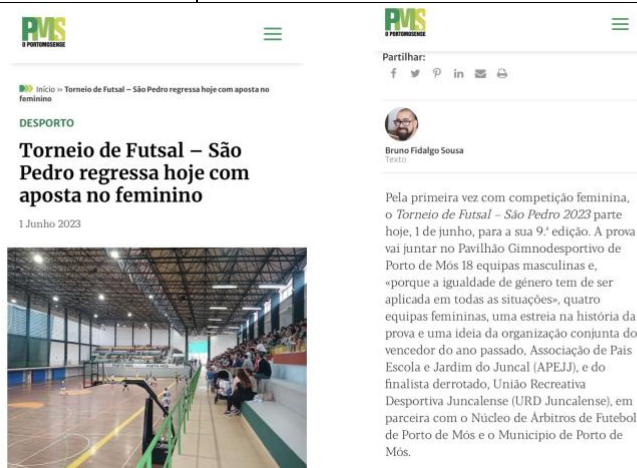 PMS
O PORTOMOSENSE
Início » Torneio de Futsal – São Pedro regressa hoje com aposta no
feminino
DESPORTO
Torneio de Futsal – São
Pedro regressa hoje com
aposta no feminino
1 Junho 2023
PMS
O PORTOMOSENSE
Partilhar:
Bruno Fidalgo Sousa
Texto
Pela primeira vez com competição feminina,
o Torneio de Futsal – São Pedro 2023 parte
hoje, 1 de junho, para a sua 9.ª edição. A prova
vai juntar no Pavilhão Gimnodesportivo de
Porto de Mós 18 equipas masculinas e,
«porque a igualdade de género tem de ser
aplicada em todas as situações», quatro
equipas femininas, uma estreia na história da
prova e uma ideia da organização conjunta do
vencedor do ano passado, Associação de Pais
Escola e Jardim do Juncal (APEJJ), e do
finalista derrotado, União Recreativa
Desportiva Juncalense (URD Juncalense), em
parceira com o Núcleo de Árbitros de Futebol
de Porto de Mós e o Município de Porto de
Mós.